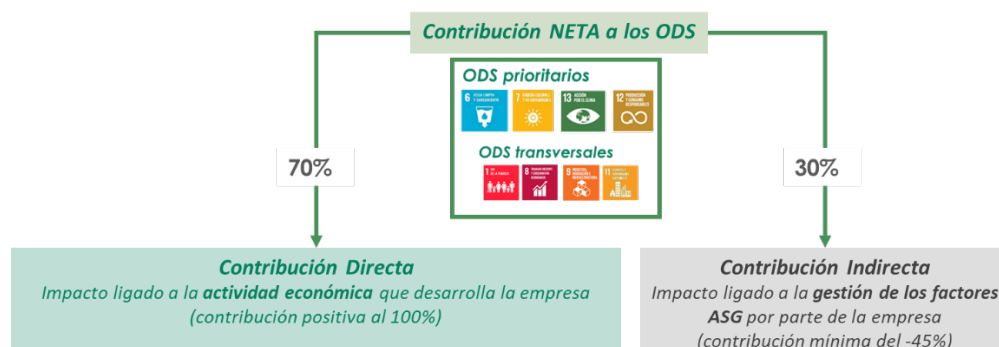 Contribución NETA a los ODS
ODS prioritarios
6 AGUA LIMPIA Y SANEAMIENTO
7
13 ACCIÓN POR EL CLIMA
12 PRODUCCIÓN Y CONSUMO RESPONSABLES
ODS transversales
1
8
9
11
70%
30%
Contribución Directa
Impacto ligado a la actividad económica que desarrolla la empresa
(contribución positiva al 100%)
Contribución Indirecta
Impacto ligado a la gestión de los factores
ASG por parte de la empresa
(contribución mínima del -45%)